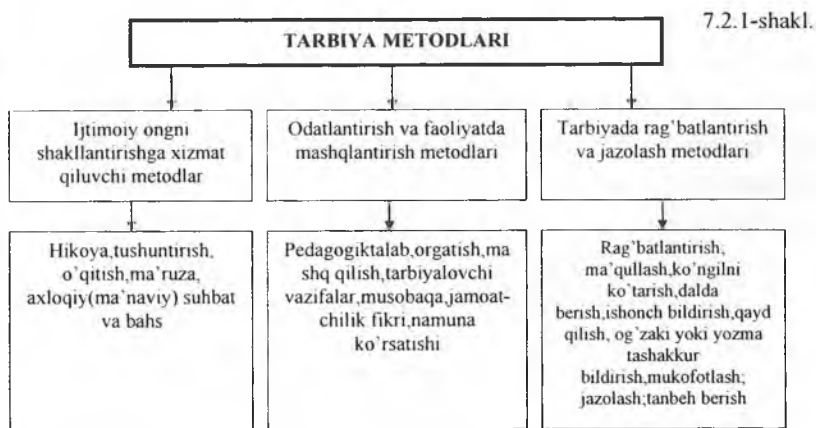 7.2.1-shakl.
TARBIYA METODLARI
Ijtimoiy ongni
shakllantirishga xizmat
qiluvchi metodlar
Odatlantirish va faoliyatda
mashqlantirish metodlari
Tarbiyada rag'batlantirish
va jazolash metodlari
Hikoya,tushuntirish,
o`qitish,ma'ruza,
axloqiy(ma`naviy) suhbat
va bahs
Pedagogiktalab,orgatish,ma
shq qilish,tarbiyalovchi
vazifalar,musobaqa,jamoat-
chilik fikri,namuna
ko`rsatishi
Rag`batlantirish,
ma'qullash,ko'ngilni
ko`tarish,dalda
berish,ishonch bildirish,qayd
qilish, og`zaki yoki yozma
tashakkur
bildirish,mukofotlash;
jazolash;tanbeh berish